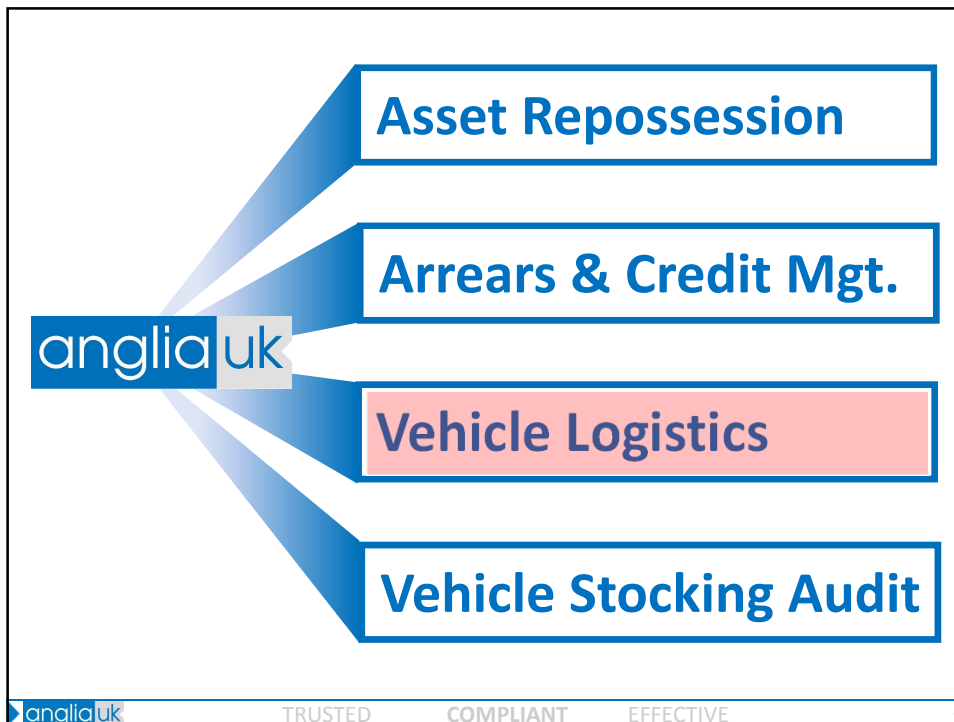 Asset Repossession
Arrears & Credit Mgt.
anglia uk
Vehicle Logistics
Vehicle Stocking Audit
anglia uk TRUSTED COMPLIANT EFFECTIVE